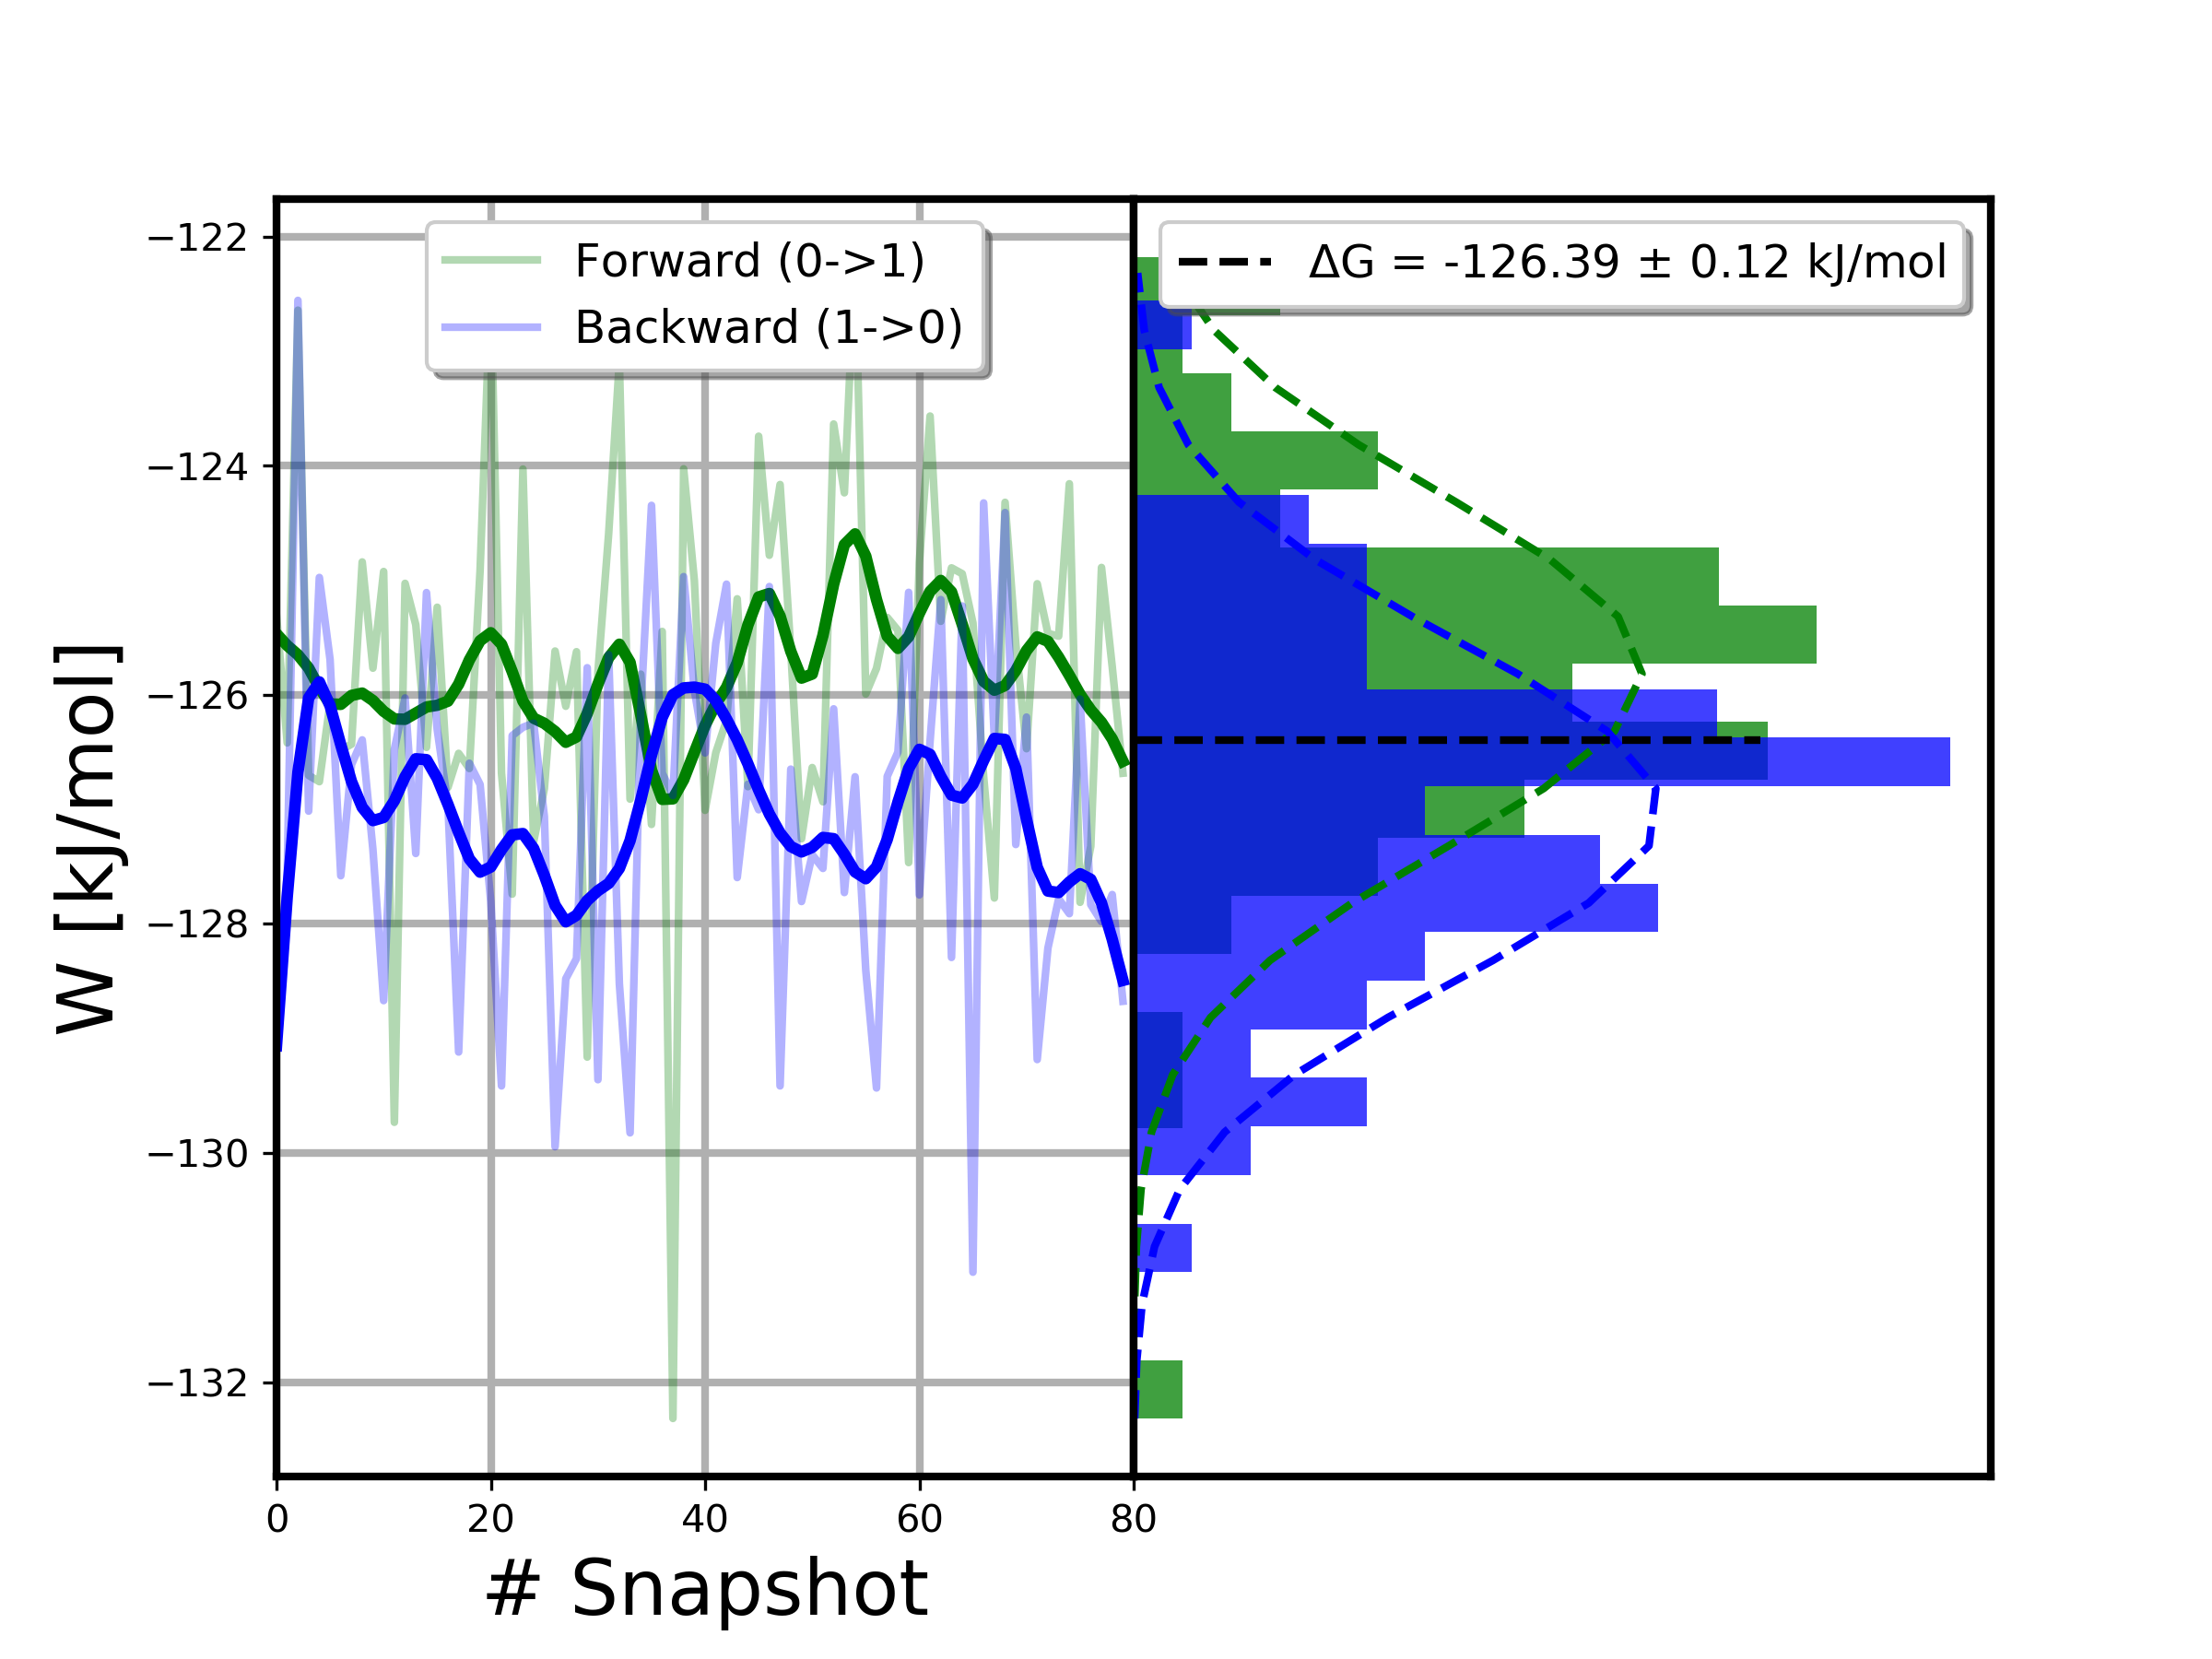 Forward (0->1)
Backward (1->0)
ΔG = -126.39 ± 0.12 kJ/mol
−122
−124
−126
−128
−130
−132
W [kJ/mol]
0 20 40 60 80
# Snapshot